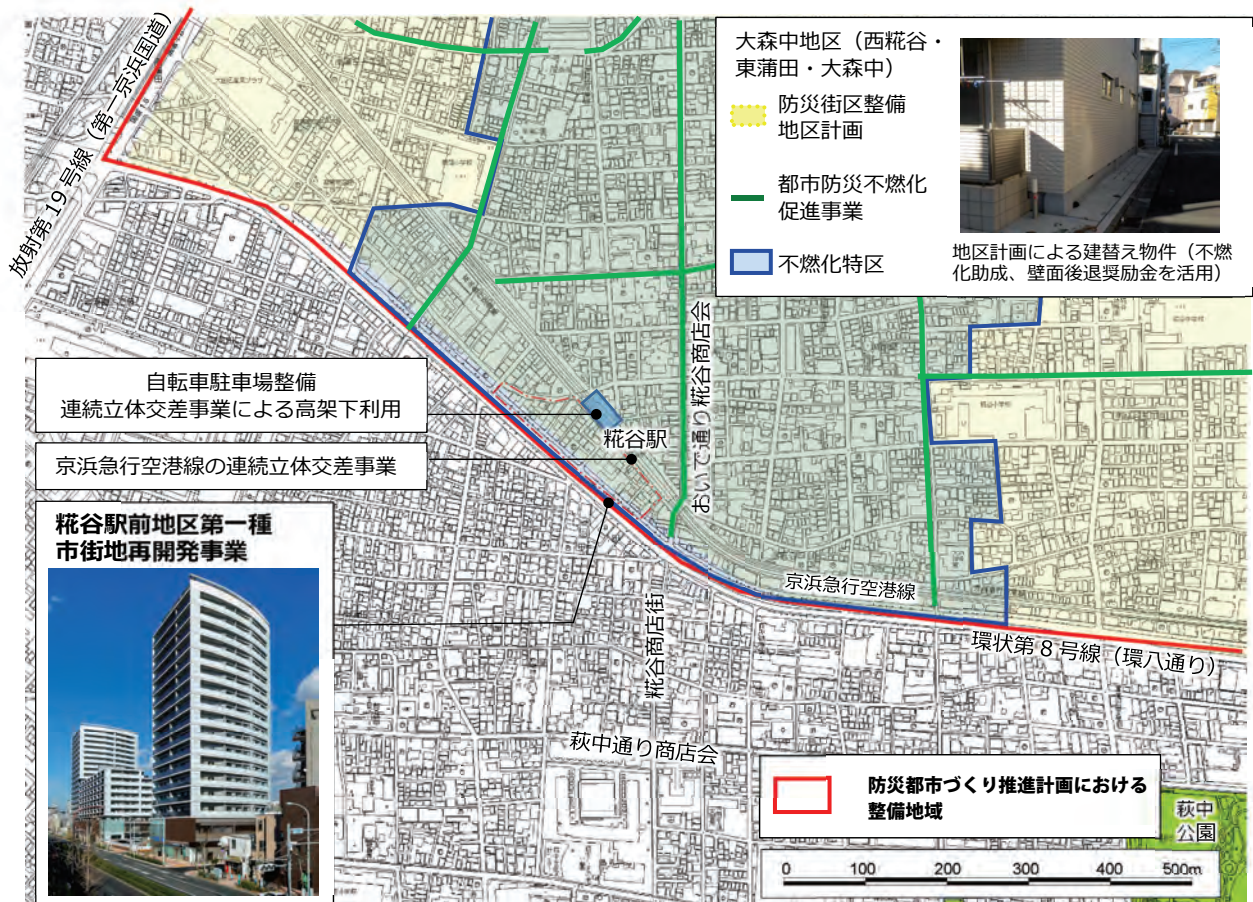 放射第19号線（第一京浜国道）
大森中地区（西糀谷・
東蒲田・大森中）
防災街区整備
地区計画
都市防災不燃化
促進事業
不燃化特区
地区計画による建替え物件（不燃
化助成、壁面後退奨励金を活用）
自転車駐車場整備
連続立体交差事業による高架下利用
糀谷駅
おいで通り糀谷商店会
京浜急行空港線の連続立体交差事業
糀谷駅前地区第一種
市街地再開発事業
京浜急行空港線
環状第8号線（環八通り）
糀谷商店街
萩中通り商店会
防災都市づくり推進計画における
整備地域
萩中
公園
0 100 200 300 400 500m